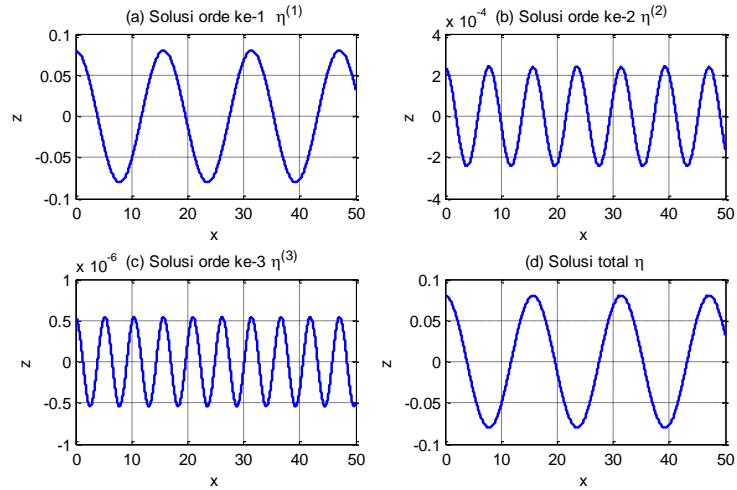 (a) Solusi orde ke-1 η(1)
0.1
0.05
0
-0.05
-0.1
z
0 10 20 30 40 50
x
x 10-4 (b) Solusi orde ke-2 η(2)
4
2
0
-2
-4
z
0 10 20 30 40 50
x
x 10-6 (c) Solusi orde ke-3 η(3)
1
0.5
0
-0.5
-1
z
0 10 20 30 40 50
x
(d) Solusi total η
0.1
0.05
0
-0.05
-0.1
z
0 10 20 30 40 50
x